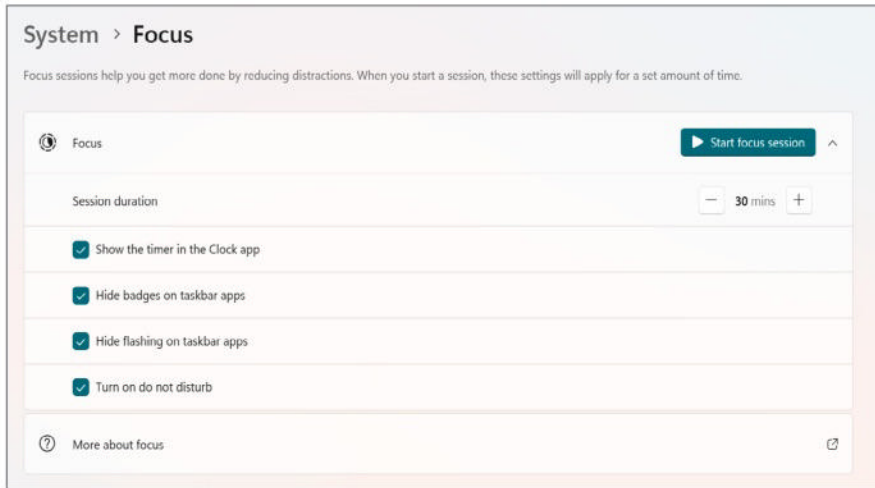 System > Focus
Focus sessions help you get more done by reducing distractions. When you start a session, these settings will apply for a set amount of time.
Focus
Start focus session
Session duration
30 mins
Show the timer in the Clock app
Hide badges on taskbar apps
Hide flashing on taskbar apps
Turn on do not disturb
More about focus